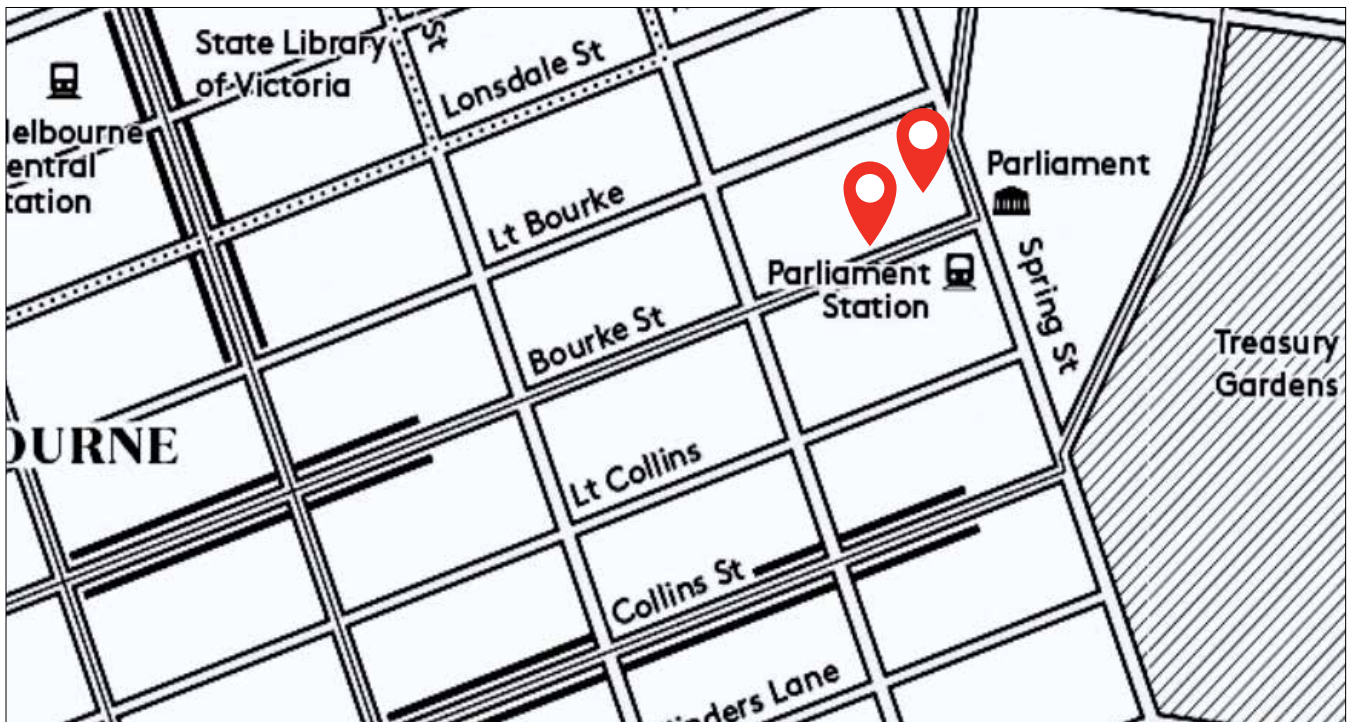 State Library
of Victoria
St
Lonsdale St
elbourne
entral
tation
Parliament
Lt Bourke
Spring St
Parliament
Station
Bourke St
Treasury
Gardens
OURNE
Lt Collins
Collins St
inders Lane